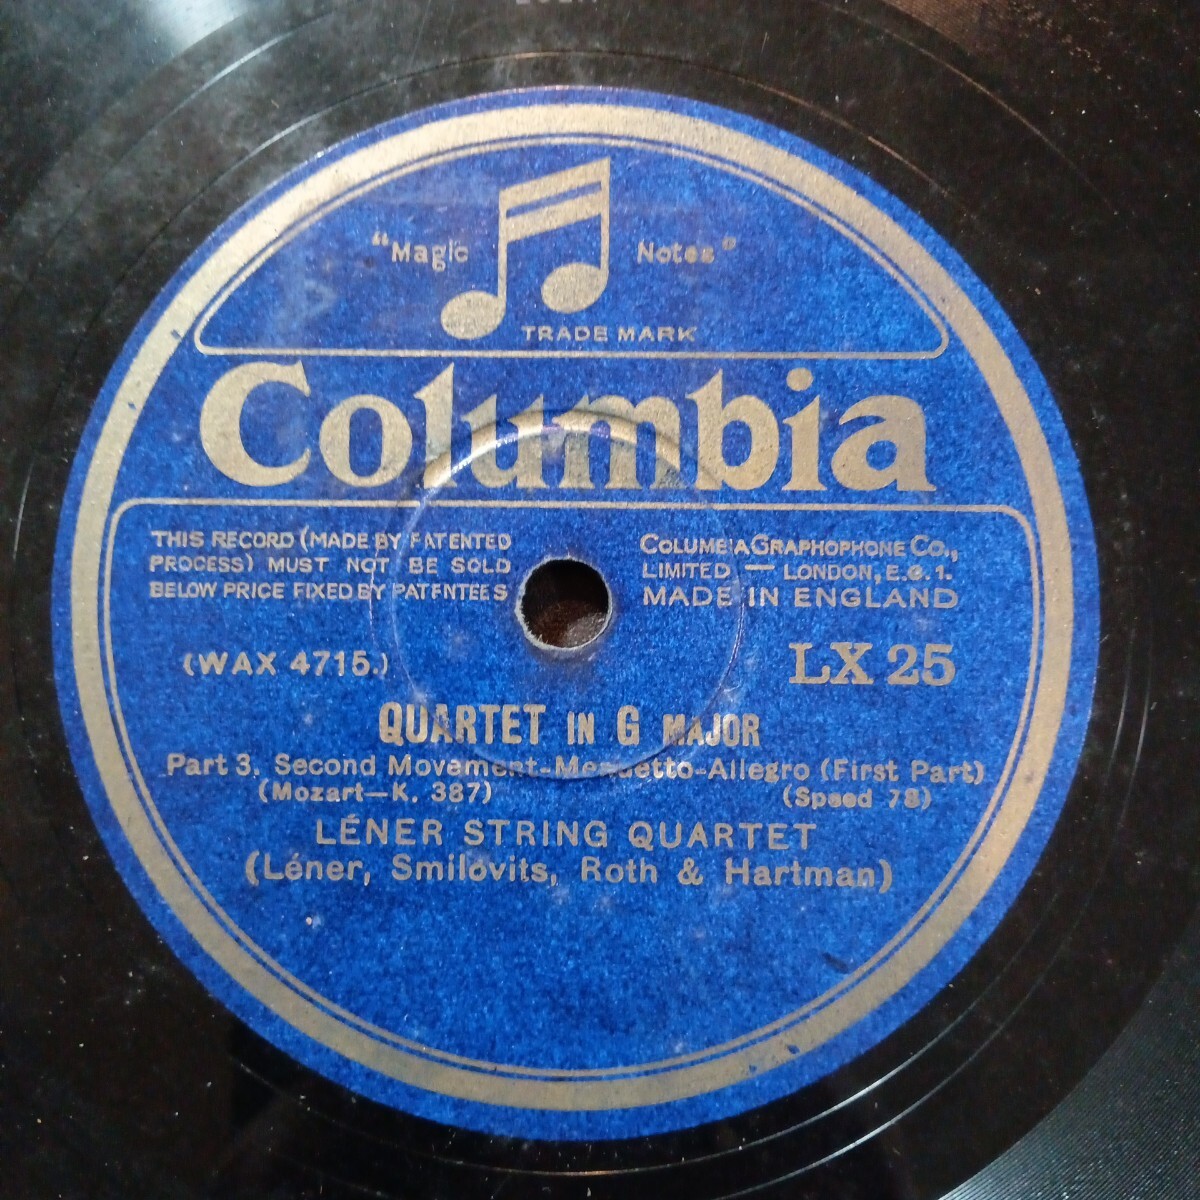 "Magic Notes"
TRADE MARK
Columbia
THIS RECORD (MADE BY PATENTED
PROCESS) MUST NOT BE SOLD
BELOW PRICE FIXED BY PATENTEES
COLUMBIA GRAPHOPHONE CO.,
LIMITED — LONDON, E.C.1.
MADE IN ENGLAND
(WAX 4715.)
LX 25
QUARTET IN G MAJOR
Part 3, Second Movement-Menuetto-Allegro (First Part)
(Mozart—K. 387)
(Speed 78)
LÉNER STRING QUARTET
(Léner, Smilovits, Roth & Hartman)